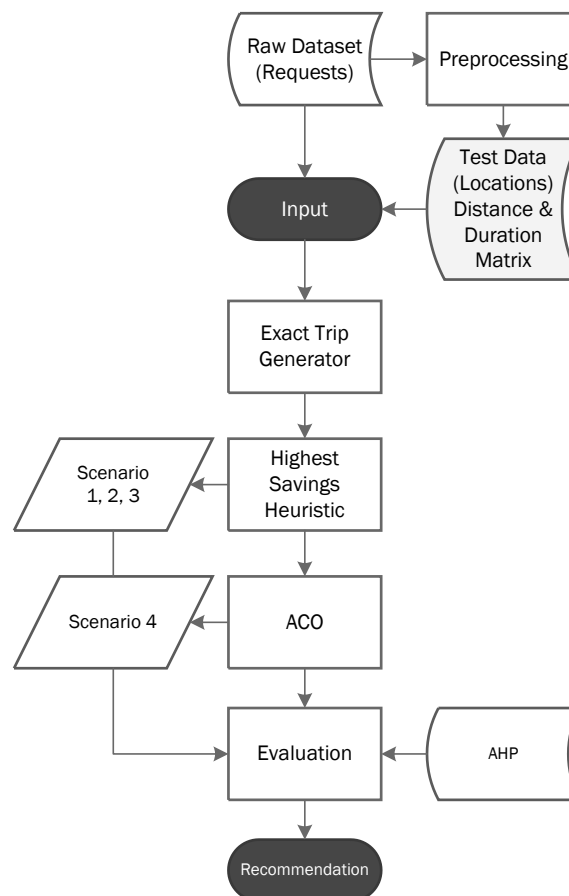 Raw Dataset
(Requests)
Preprocessing
Test Data
(Locations)
Distance &
Duration
Matrix
Input
Exact Trip
Generator
Highest
Savings
Heuristic
Scenario
1, 2, 3
Scenario 4
ACO
Evaluation
AHP
Recommendation